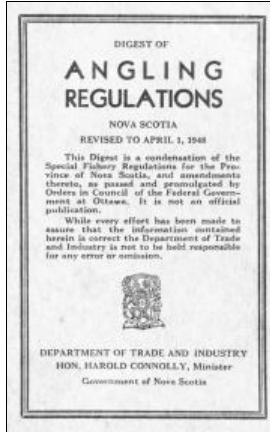 DIGEST OF
ANGLING
REGULATIONS
NOVA SCOTIA
REVISED TO APRIL 1, 1948
This Digest is a condensation of the
Special Fishery Regulations for the Pro-
vince of Nova Scotia, and amendments
thereto, as passed and promulgated by
Orders in Council of the Federal Govern-
ment at Ottawa. It is not an official
publication.
While every effort has been made to
assure that the information contained
herein is correct the Department of Trade
and Industry is not to be held responsible
for any error or omission.
DEPARTMENT OF TRADE AND INDUSTRY
HON. HAROLD CONNOLLY, Minister
Government of Nova Scotia